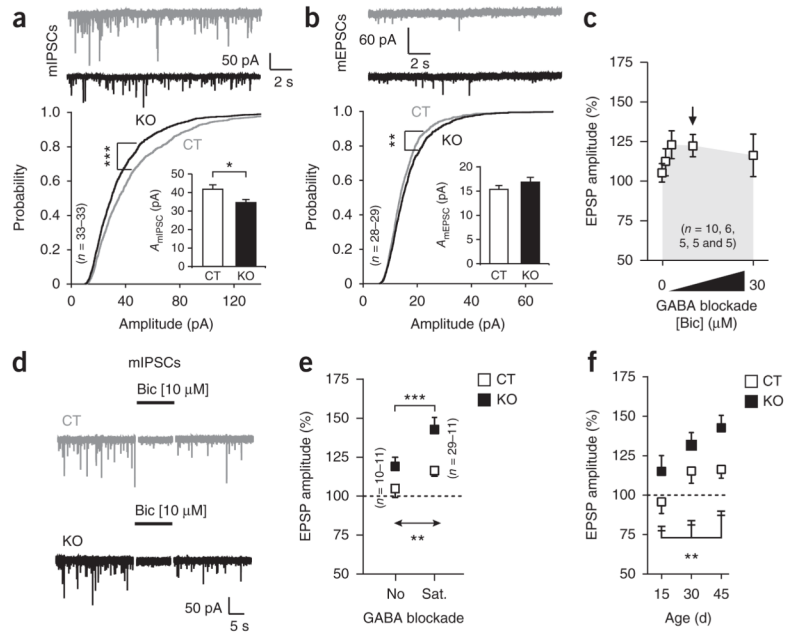 a
mIPSCs
50 pA
2 s
1.0
0.8
0.6
0.4
0.2
0
Probability
KO
CT
***
(n = 33–33)
*
50
40
30
20
10
0
AmIPSC (pA)
CT KO
0 40 80 120
Amplitude (pA)
b
mEPSCs
60 pA
2 s
1.0
0.8
0.6
0.4
0.2
0
Probability
CT
KO
**
(n = 28–29)
20
15
10
5
0
AmEPSC (pA)
CT KO
0 20 40 60
Amplitude (pA)
c
175
150
125
100
75
50
EPSP amplitude (%)
(n = 10, 6,
5, 5 and 5)
0 30
GABA blockade
[Bic] (μM)
d
mIPSCs
Bic [10 μM]
CT
Bic [10 μM]
KO
50 pA
5 s
e
CT
KO
175
150
125
100
75
50
EPSP amplitude (%)
***
(n = 10–11)
(n = 29–11)
**
No Sat.
GABA blockade
f
CT
KO
175
150
125
100
75
50
EPSP amplitude (%)
**
15 30 45
Age (d)